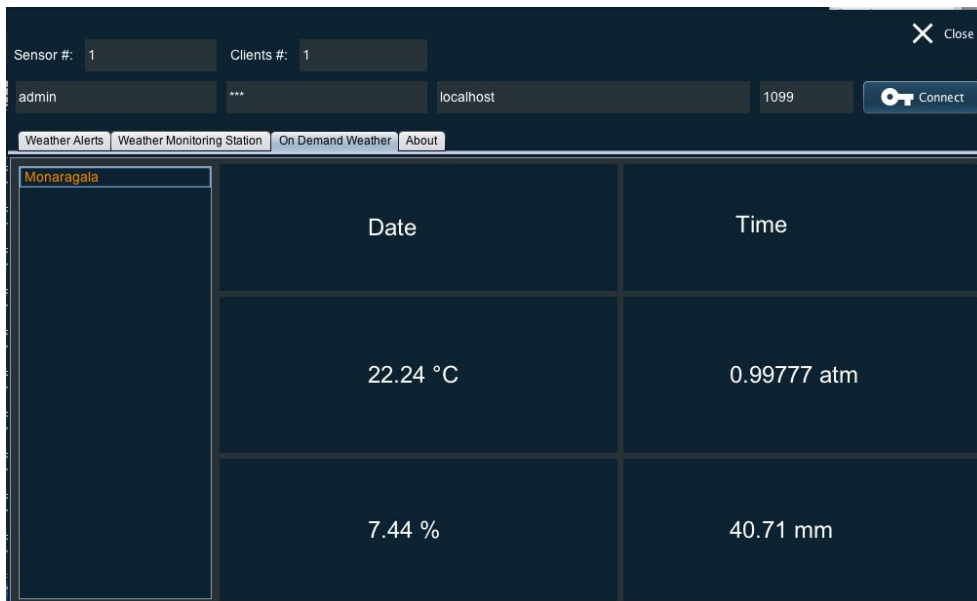 Close
Sensor #: 1 Clients #: 1
admin *** localhost 1099 Connect
Weather Alerts Weather Monitoring Station On Demand Weather About
Monaragala
Date Time
22.24 °C 0.99777 atm
7.44 % 40.71 mm